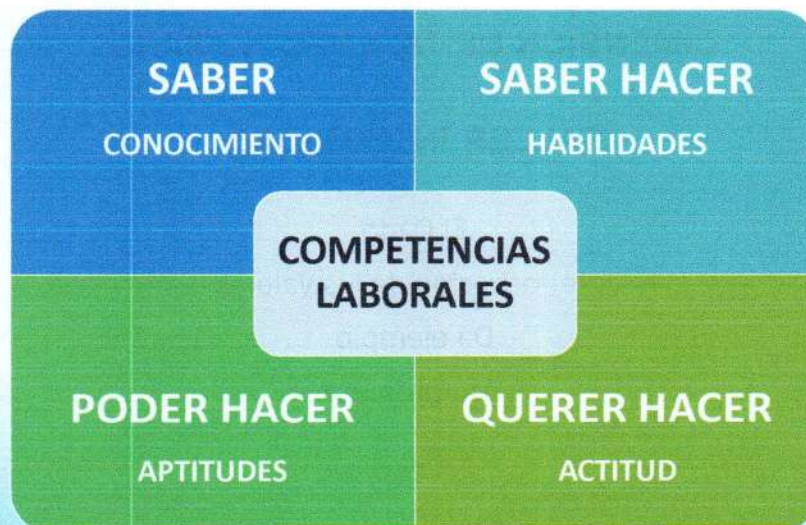 SABER
CONOCIMIENTO
SABER HACER
HABILIDADES
COMPETENCIAS
LABORALES
PODER HACER
APTITUDES
QUERER HACER
ACTITUD